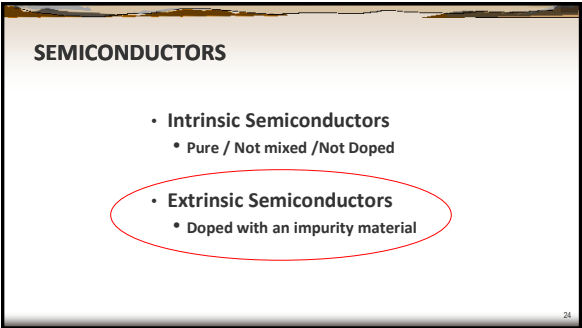 SEMICONDUCTORS
• Intrinsic Semiconductors
• Pure / Not mixed /Not Doped
• Extrinsic Semiconductors
• Doped with an impurity material
24